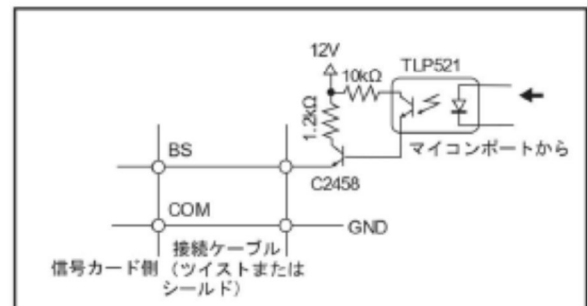 12V
TLP521
10kΩ
1.2kΩ
マイコンポートから
BS
C2458
COM
GND
接続ケーブル
信号カード側 （ツイストまたは
シールド）